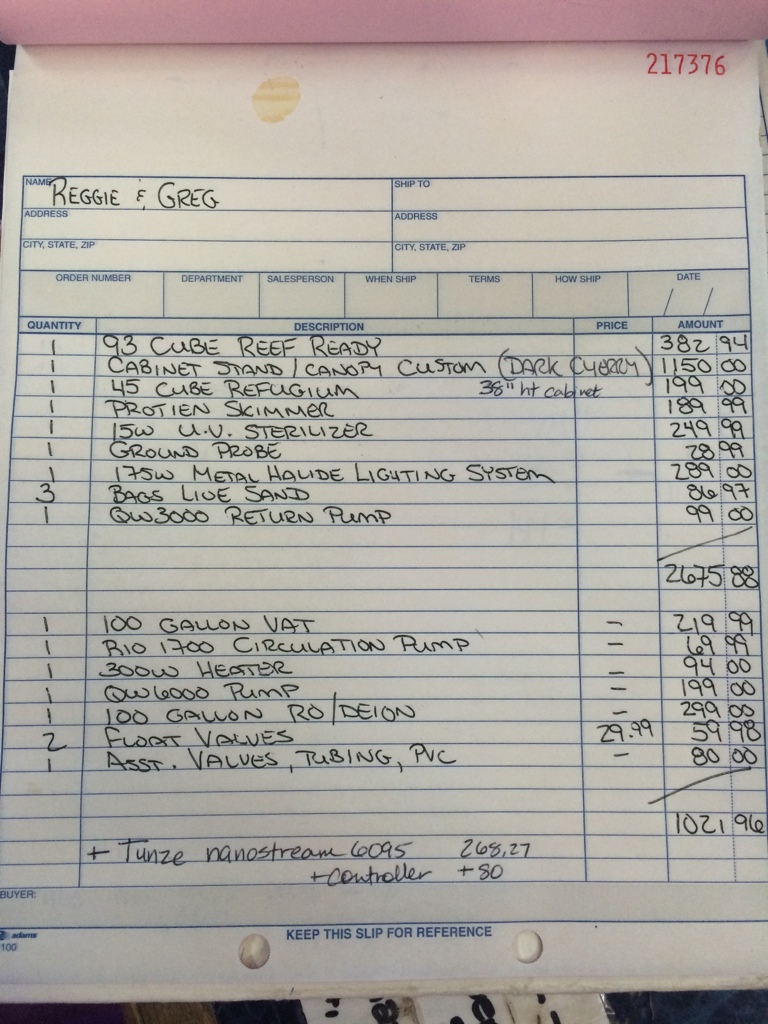 217376
NAME REGGIE & GREG SHIP TO
ADDRESS ADDRESS
CITY, STATE, ZIP CITY, STATE, ZIP
ORDER NUMBER DEPARTMENT SALESPERSON WHEN SHIP TERMS HOW SHIP DATE
/ /
QUANTITY DESCRIPTION PRICE AMOUNT
1 93 CUBE REEF READY 382 94
1 CABINET STAND / CANOPY CUSTOM (DARK CHERRY) 1150 00
1 45 CUBE REFUGIUM 38" ht cabinet 199 00
1 PROTIEN SKIMMER 189 99
1 15W U.V. STERILIZER 249 99
1 GROUND PROBE 28 99
1 175W METAL HALIDE LIGHTING SYSTEM 289 00
3 BAGS LIVE SAND 86 97
1 QW3000 RETURN PUMP 99 00
2675 88
1 100 GALLON VAT — 219 99
1 RIO 1700 CIRCULATION PUMP — 69 99
1 300W HEATER — 94 00
1 QW6000 PUMP — 199 00
1 100 GALLON RO/DEION — 299 00
2 FLOAT VALVES 29.99 59 98
1 ASST. VALVES, TUBING, PVC — 80 00
1021 96
+ Tunze nanostream 6095 268.27
+controller +80
BUYER:
adams
100
KEEP THIS SLIP FOR REFERENCE